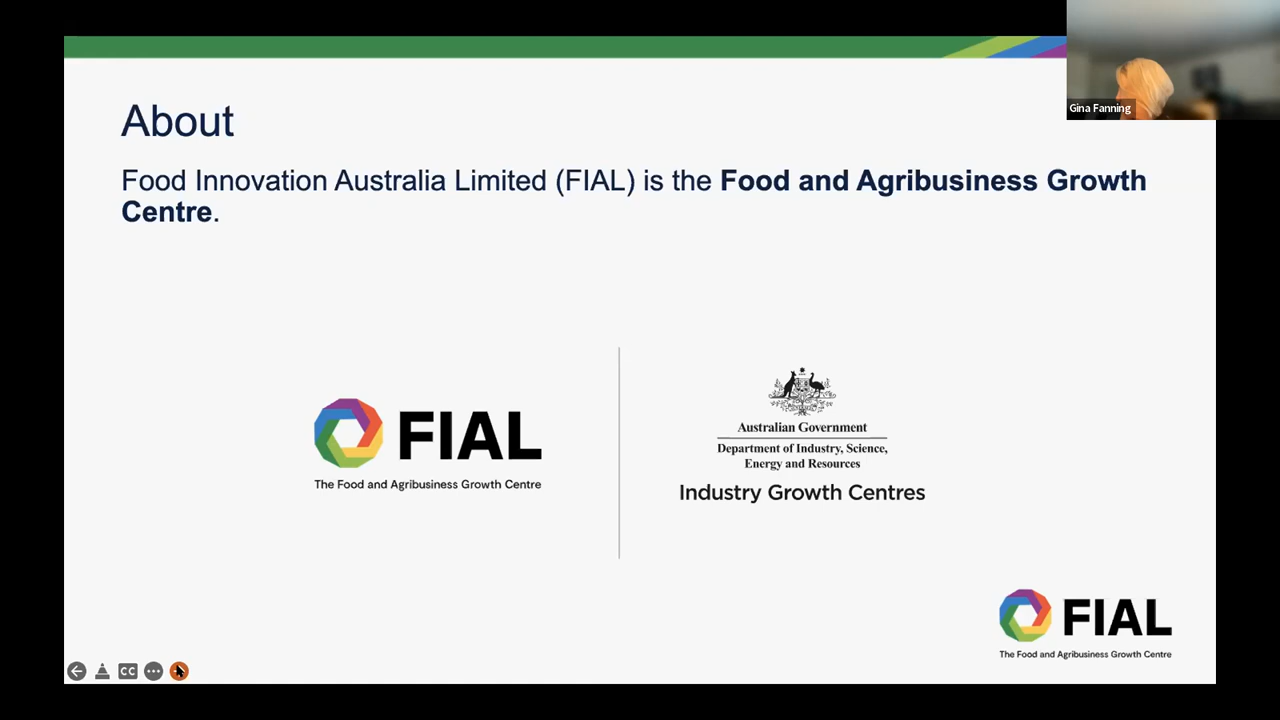 Gina Fanning
About
Food Innovation Australia Limited (FIAL) is the Food and Agribusiness Growth
Centre.
FIAL
The Food and Agribusiness Growth Centre
Australian Government
Department of Industry, Science,
Energy and Resources
Industry Growth Centres
FIAL
The Food and Agribusiness Growth Centre
CC